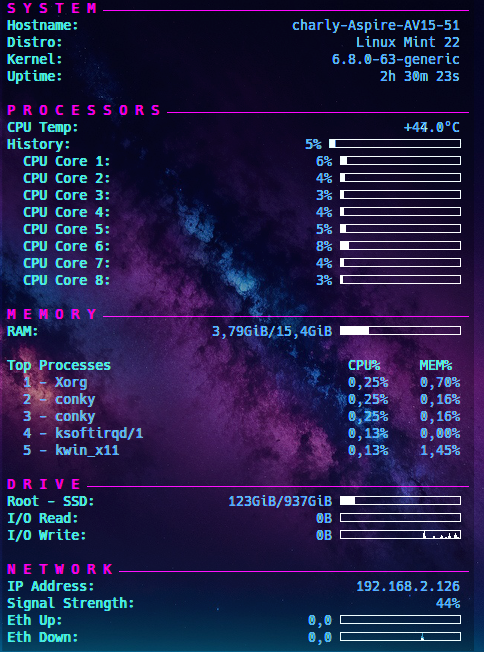 SYSTEM
Hostname: charly-Aspire-AV15-51
Distro: Linux Mint 22
Kernel: 6.8.0-63-generic
Uptime: 2h 30m 23s
PROCESSORS
CPU Temp: +44.0°C
History: 5%
CPU Core 1: 6%
CPU Core 2: 4%
CPU Core 3: 3%
CPU Core 4: 4%
CPU Core 5: 5%
CPU Core 6: 8%
CPU Core 7: 4%
CPU Core 8: 3%
MEMORY
RAM: 3,79GiB/15,4GiB
Top Processes CPU% MEM%
1 - Xorg 0,25% 0,70%
2 - conky 0,25% 0,16%
3 - conky 0,25% 0,16%
4 - ksoftirqd/1 0,13% 0,00%
5 - kwin_x11 0,13% 1,45%
DRIVE
Root - SSD: 123GiB/937GiB
I/O Read: 0B
I/O Write: 0B
NETWORK
IP Address: 192.168.2.126
Signal Strength: 44%
Eth Up: 0,0
Eth Down: 0,0